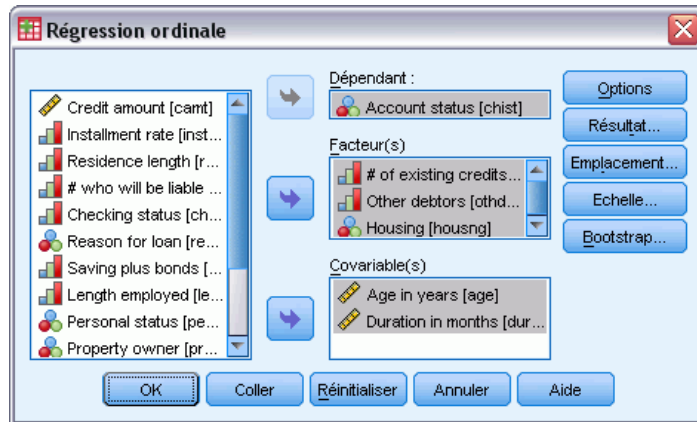 Régression ordinale
Credit amount [camt]
Installment rate [inst...
Residence length [r...
# who will be liable ...
Checking status [ch...
Reason for loan [re...
Saving plus bonds [...
Length employed [le...
Personal status [pe...
Property owner [pr...
Dépendant :
Account status [chist]
Facteur(s)
# of existing credits...
Other debtors [othd...
Housing [housng]
Covariable(s)
Age in years [age]
Duration in months [dur...
Options
Résultat...
Emplacement...
Echelle...
Bootstrap...
OK
Coller
Réinitialiser
Annuler
Aide